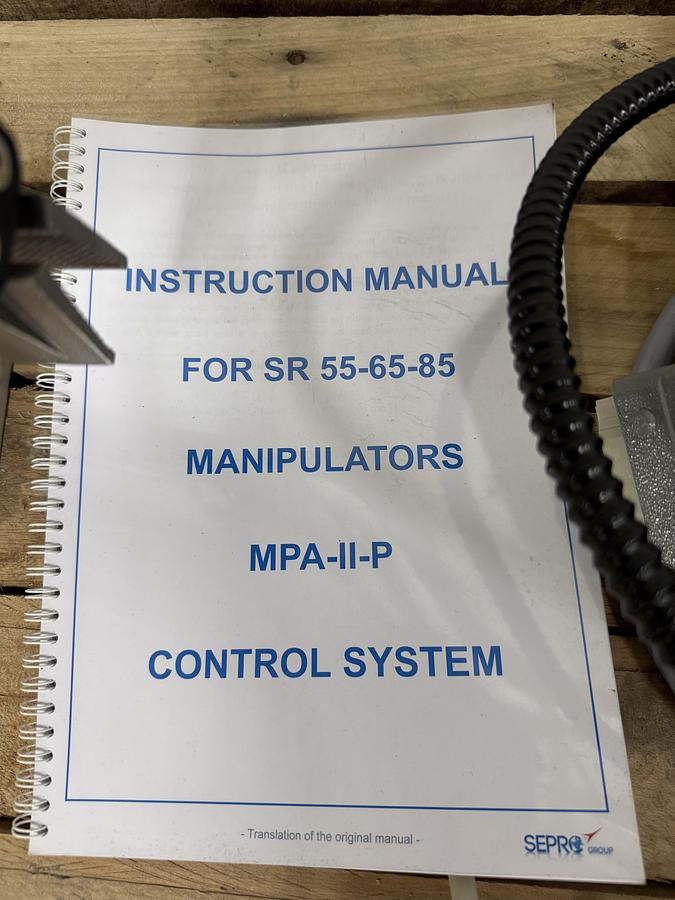 INSTRUCTION MANUAL
FOR SR 55-65-85
MANIPULATORS
MPA-II-P
CONTROL SYSTEM
- Translation of the original manual -
SEPRO GROUP